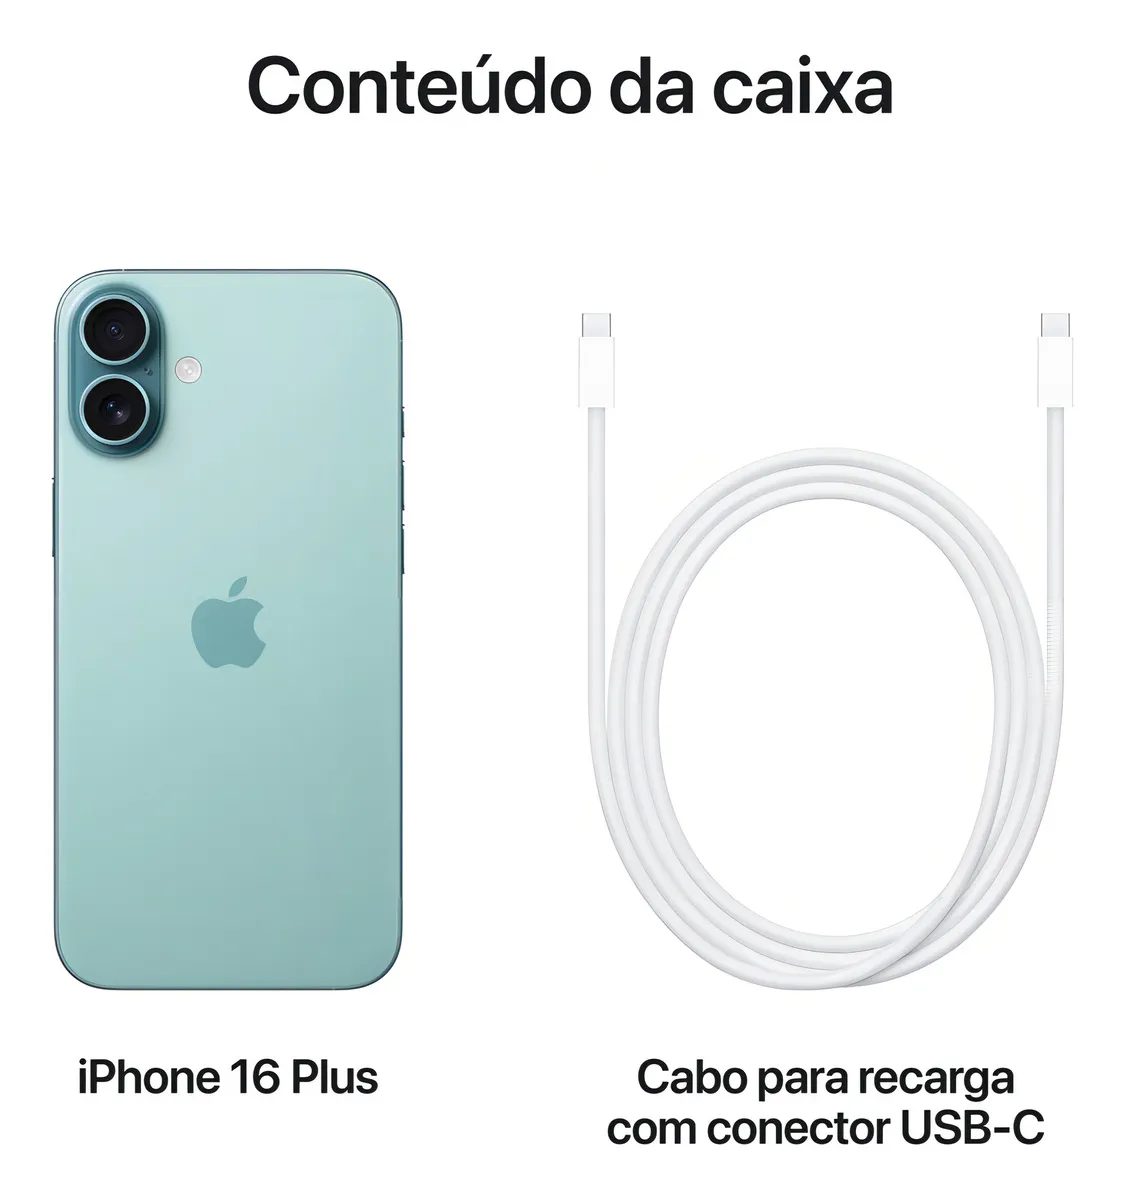 Conteúdo da caixa
iPhone 16 Plus
Cabo para recarga
com conector USB-C